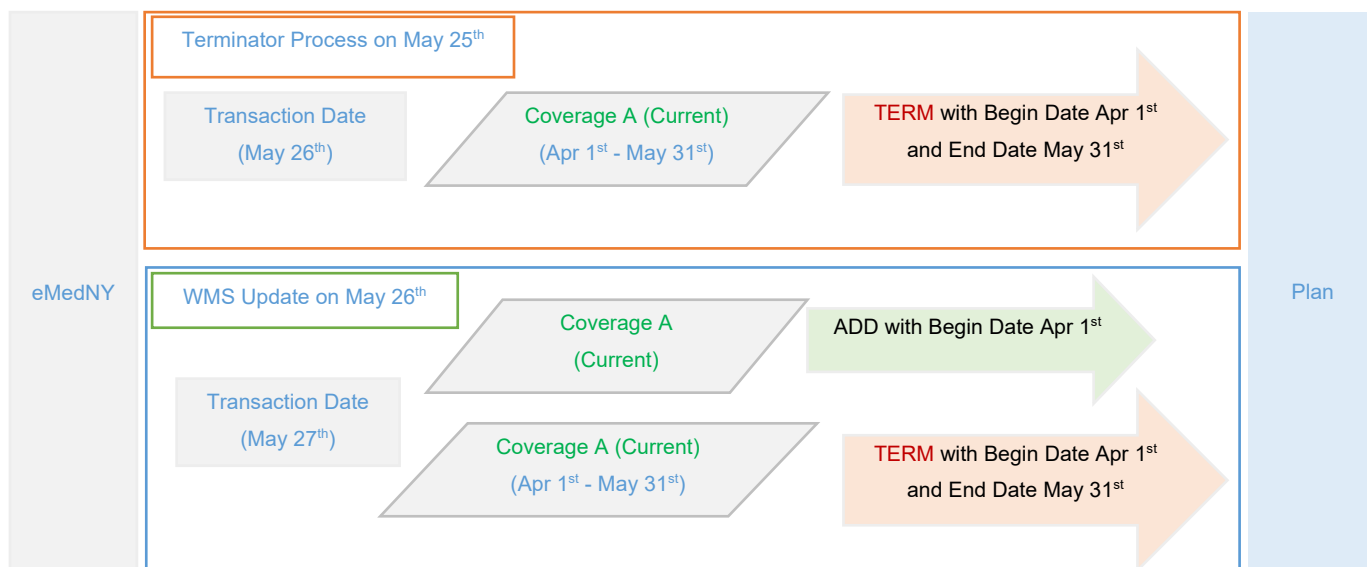 eMedNY
Terminator Process on May 25th
Transaction Date
(May 26th)
Coverage A (Current)
(Apr 1st - May 31st)
TERM with Begin Date Apr 1st
and End Date May 31st
WMS Update on May 26th
Transaction Date
(May 27th)
Coverage A
(Current)
ADD with Begin Date Apr 1st
Coverage A (Current)
(Apr 1st - May 31st)
TERM with Begin Date Apr 1st
and End Date May 31st
Plan